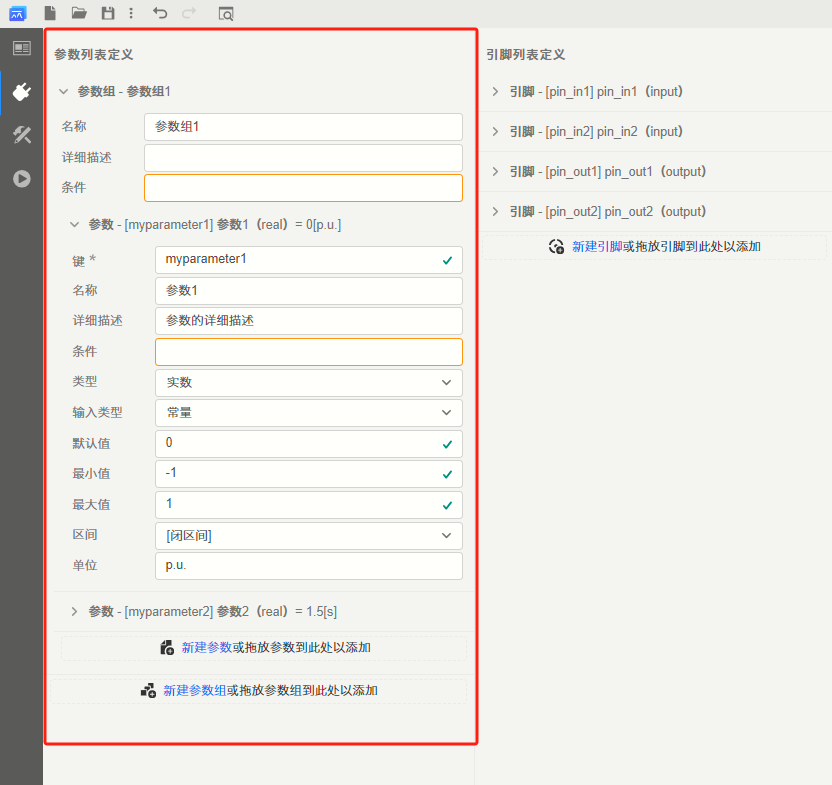 参数列表定义
参数组 - 参数组1
名称 参数组1
详细描述
条件
参数 - [myparameter1] 参数1（real）= 0[p.u.]
键 * myparameter1
名称 参数1
详细描述 参数的详细描述
条件
类型 实数
输入类型 常量
默认值 0
最小值 -1
最大值 1
区间 [闭区间]
单位 p.u.
参数 - [myparameter2] 参数2（real）= 1.5[s]
新建参数或拖放参数到此处以添加
新建参数组或拖放参数组到此处以添加
引脚列表定义
引脚 - [pin_in1] pin_in1（input）
引脚 - [pin_in2] pin_in2（input）
引脚 - [pin_out1] pin_out1（output）
引脚 - [pin_out2] pin_out2（output）
新建引脚或拖放引脚到此处以添加